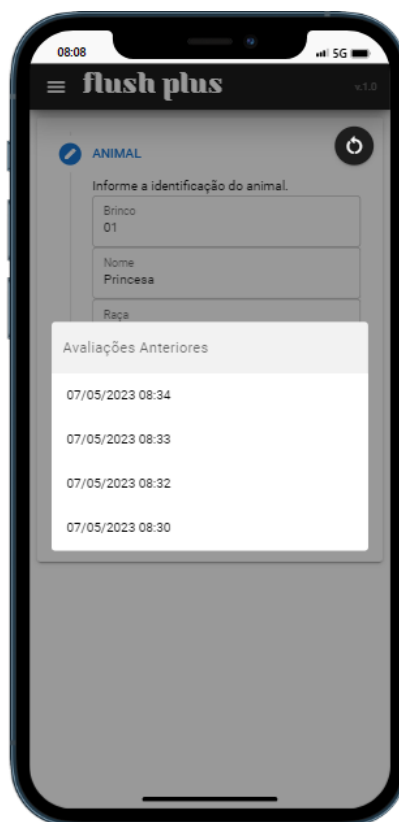 08:08
5G
flush plus
v.1.0
ANIMAL
Informe a identificação do animal.
Brinco
01
Nome
Princesa
Raça
Avaliações Anteriores
07/05/2023 08:34
07/05/2023 08:33
07/05/2023 08:32
07/05/2023 08:30